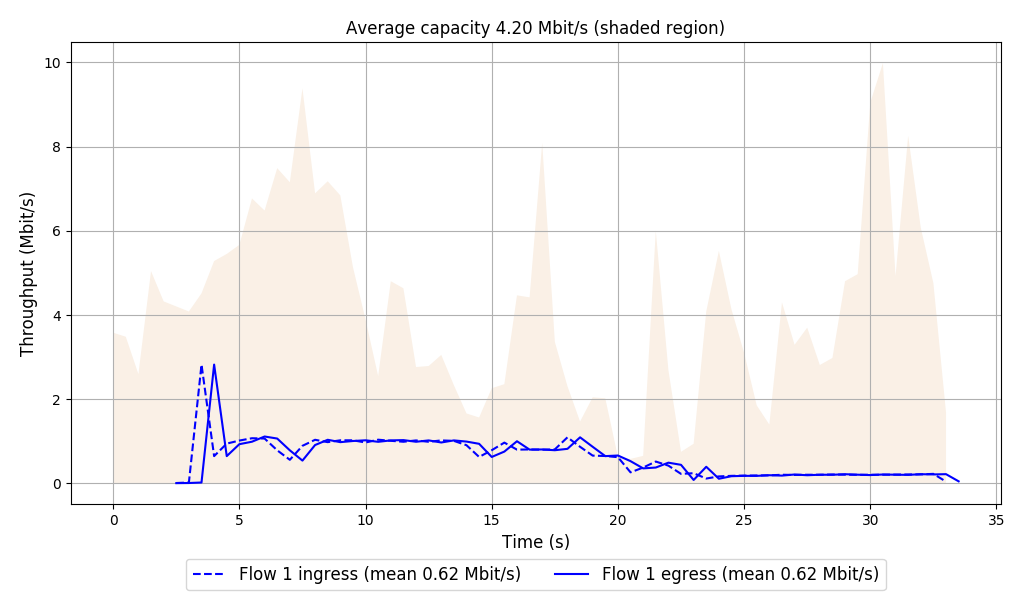 Average capacity 4.20 Mbit/s (shaded region)
10
8
6
4
2
0
Throughput (Mbit/s)
0 5 10 15 20 25 30 35
Time (s)
Flow 1 ingress (mean 0.62 Mbit/s) Flow 1 egress (mean 0.62 Mbit/s)